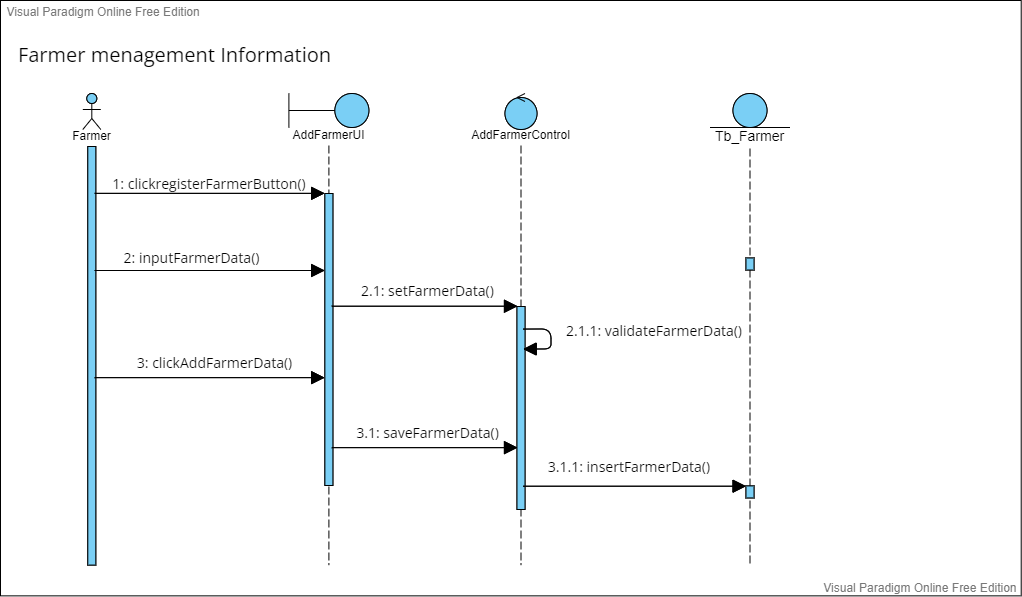 Visual Paradigm Online Free Edition
Farmer menagement Information
Farmer
AddFarmerUI
AddFarmerControl
Tb_Farmer
1: clickregisterFarmerButton()
2: inputFarmerData()
2.1: setFarmerData()
2.1.1: validateFarmerData()
3: clickAddFarmerData()
3.1: saveFarmerData()
3.1.1: insertFarmerData()
Visual Paradigm Online Free Edition